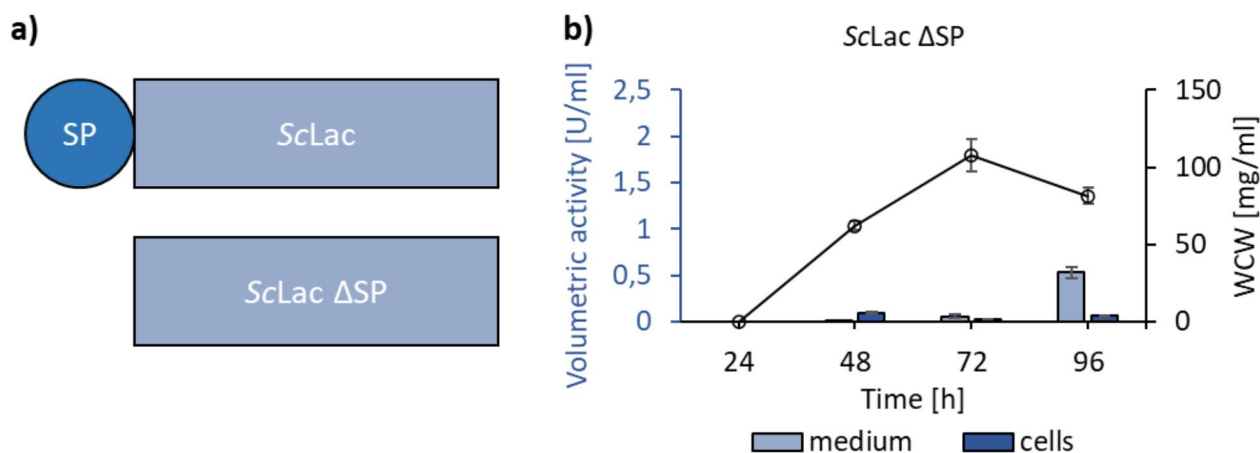 a)
SP
ScLac
ScLac ΔSP
b)
ScLac ΔSP
Volumetric activity [U/ml]
2,5
2
1,5
1
0,5
0
150
100
50
0
WCW [mg/ml]
24 48 72 96
Time [h]
medium cells